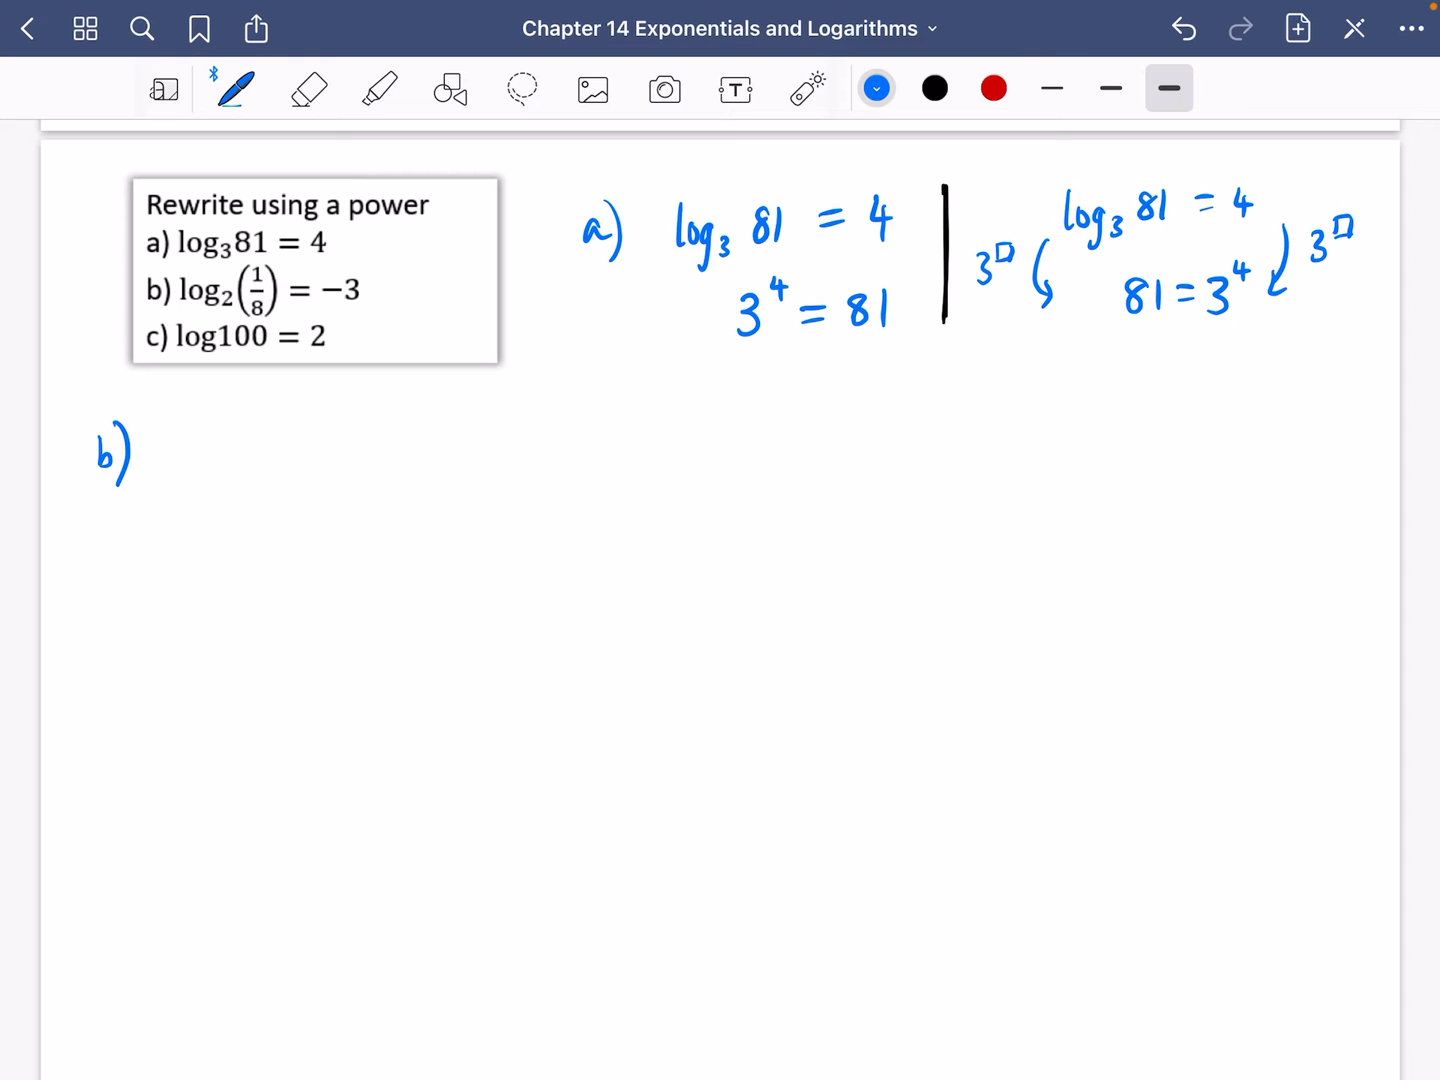 Chapter 14 Exponentials and Logarithms
T
Rewrite using a power
a) log₃81 = 4
b) log₂(1/8) = −3
c) log100 = 2
a) log₃ 81 = 4
3⁴ = 81
log₃ 81 = 4
3□ 3□
81 = 3⁴
b)